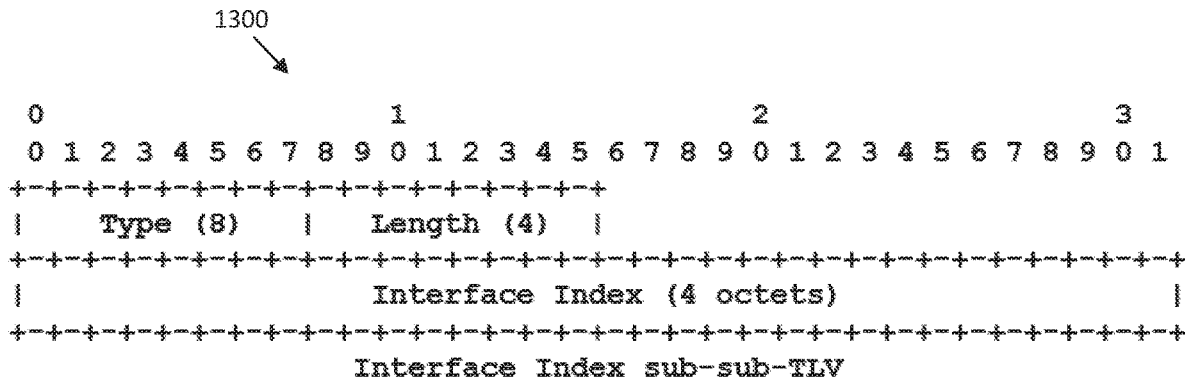 1300
0 1 2 3
0 1 2 3 4 5 6 7 8 9 0 1 2 3 4 5 6 7 8 9 0 1 2 3 4 5 6 7 8 9 0 1
+-+-+-+-+-+-+-+-+-+-+-+-+-+-+-+-+
| Type (8) | Length (4) |
+-+-+-+-+-+-+-+-+-+-+-+-+-+-+-+-+-+-+-+-+-+-+-+-+-+-+-+-+-+-+-+-+
| Interface Index (4 octets) |
+-+-+-+-+-+-+-+-+-+-+-+-+-+-+-+-+-+-+-+-+-+-+-+-+-+-+-+-+-+-+-+-+
Interface Index sub-sub-TLV